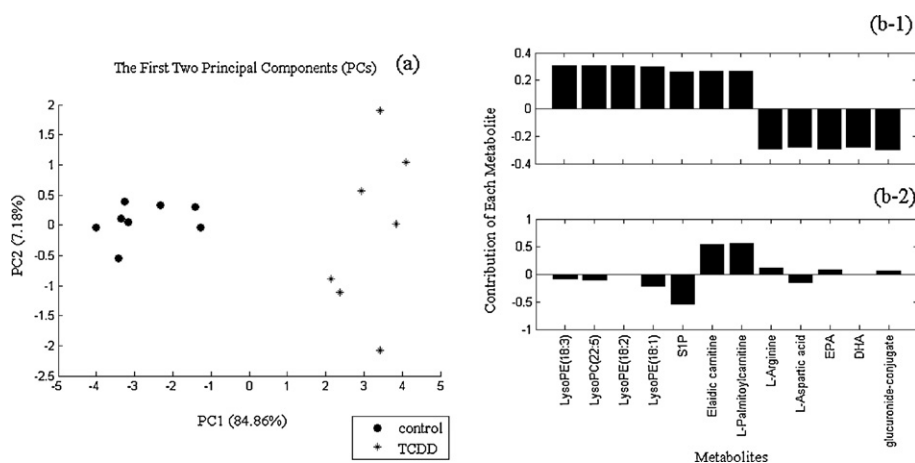 The First Two Principal Components (PCs)
(a)
2
1.5
1
0.5
0
-0.5
-1
-1.5
-2
-2.5
PC2 (7.18%)
-5 -4 -3 -2 -1 0 1 2 3 4 5
PC1 (84.86%)
control
TCDD
(b-1)
0.4
0.2
0
-0.2
-0.4
Contribution of Each Metabolite
(b-2)
1
0.5
0
-0.5
-1
LysoPE(18:3)
LysoPC(22:5)
LysoPE(18:2)
LysoPE(18:1)
S1P
Elaidic carnitine
L-Palmitoylcarnitine
L-Arginine
L-Aspartic acid
EPA
DHA
glucuronide-conjugate
Metabolites